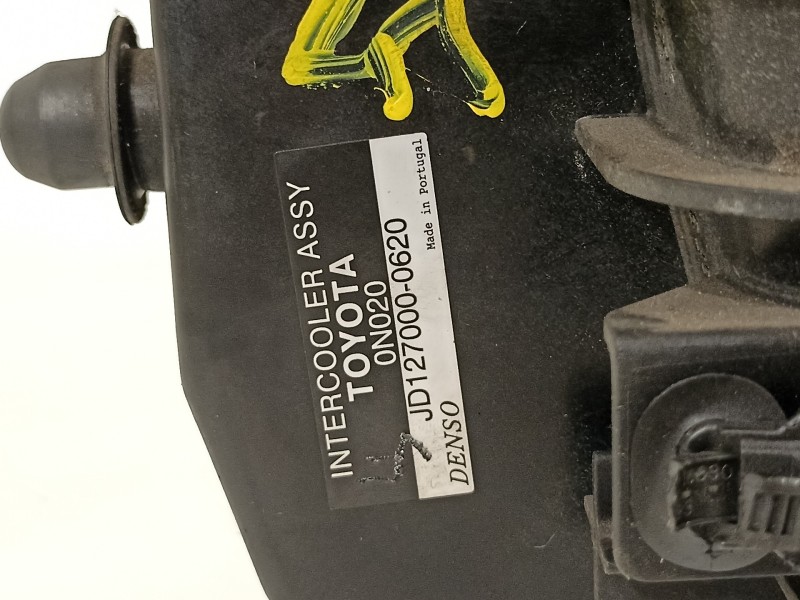 INTERCOOLER ASSY
TOYOTA
0N020
JD127000-0620
DENSO
Made in Portugal